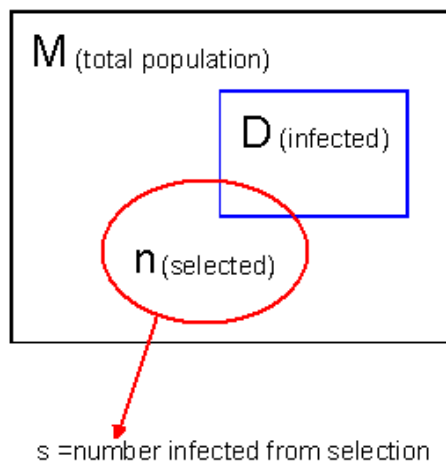 M (total population)
D (infected)
n (selected)
s =number infected from selection